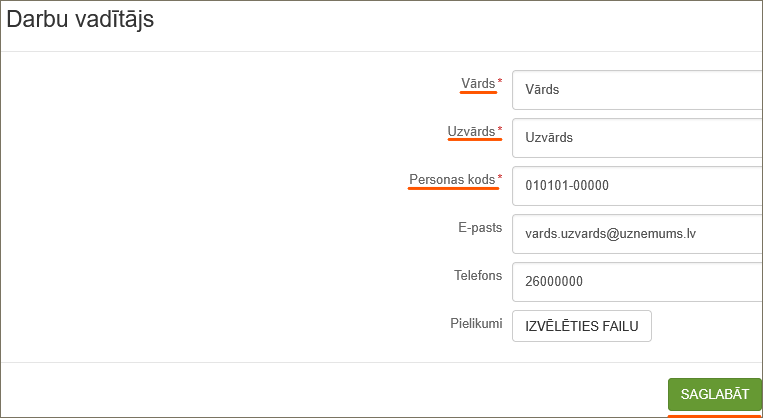 Darbu vadītājs
Vārds* Vārds
Uzvārds* Uzvārds
Personas kods* 010101-00000
E-pasts vards.uzvards@uznemums.lv
Telefons 26000000
Pielikumi IZVĒLĒTIES FAILU
SAGLABĀT